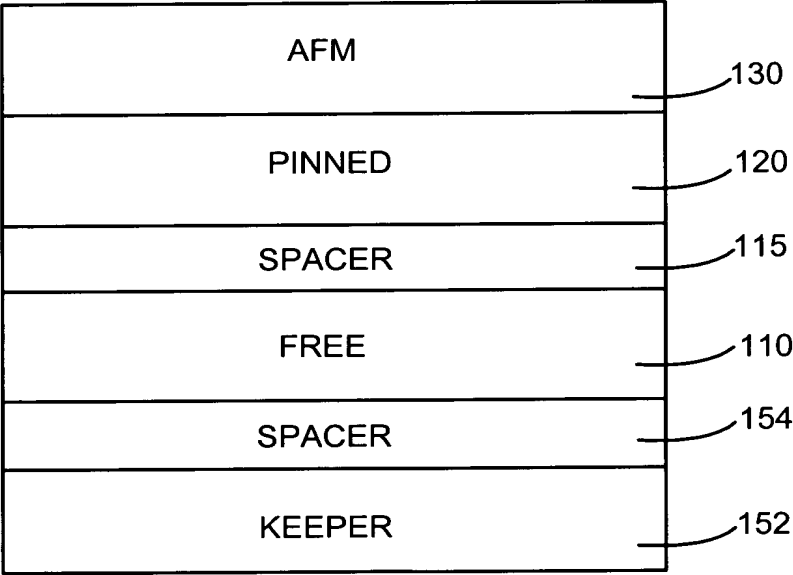 AFM
130
PINNED
120
SPACER
115
FREE
110
SPACER
154
KEEPER
152